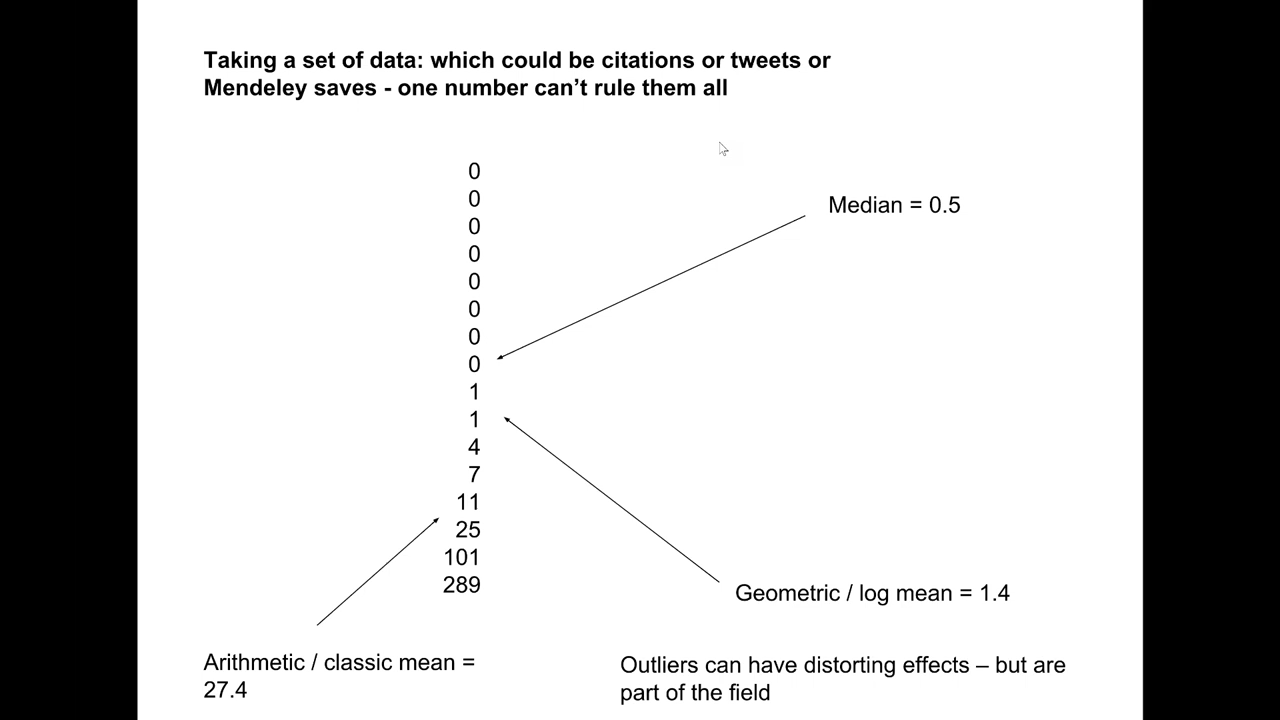 Taking a set of data: which could be citations or tweets or
Mendeley saves - one number can’t rule them all
0
0
Median = 0.5
0
0
0
0
0
0
1
1
4
7
11
25
101
289
Geometric / log mean = 1.4
Arithmetic / classic mean =
27.4
Outliers can have distorting effects – but are
part of the field